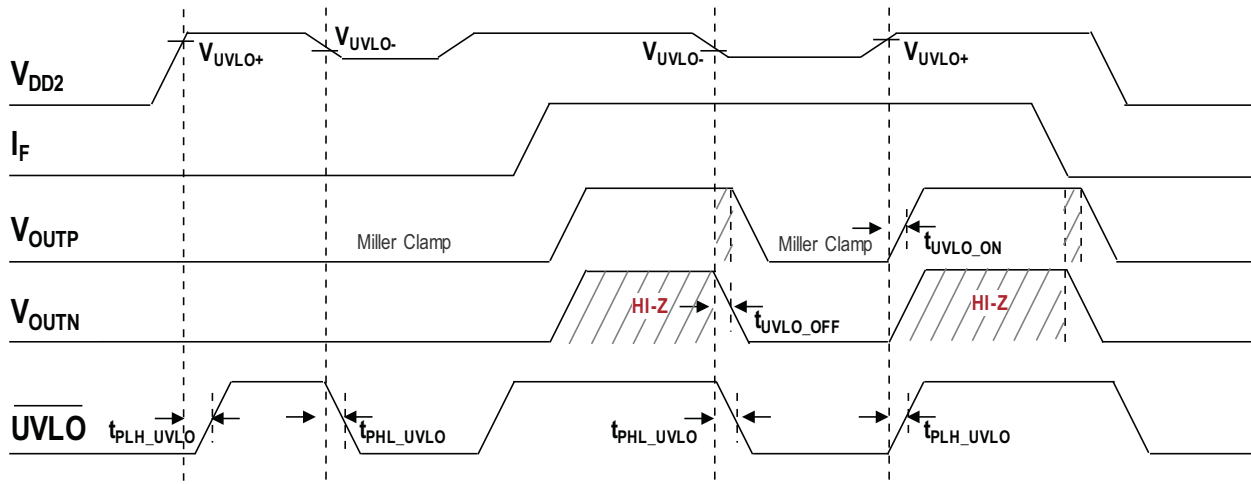 VDD2
VUVLO+
VUVLO-
VUVLO-
VUVLO+
IF
VOUTP
Miller Clamp
Miller Clamp
tUVLO_ON
VOUTN
HI-Z
tUVLO_OFF
HI-Z
UVLO
tPLH_UVLO
tPHL_UVLO
tPHL_UVLO
tPLH_UVLO